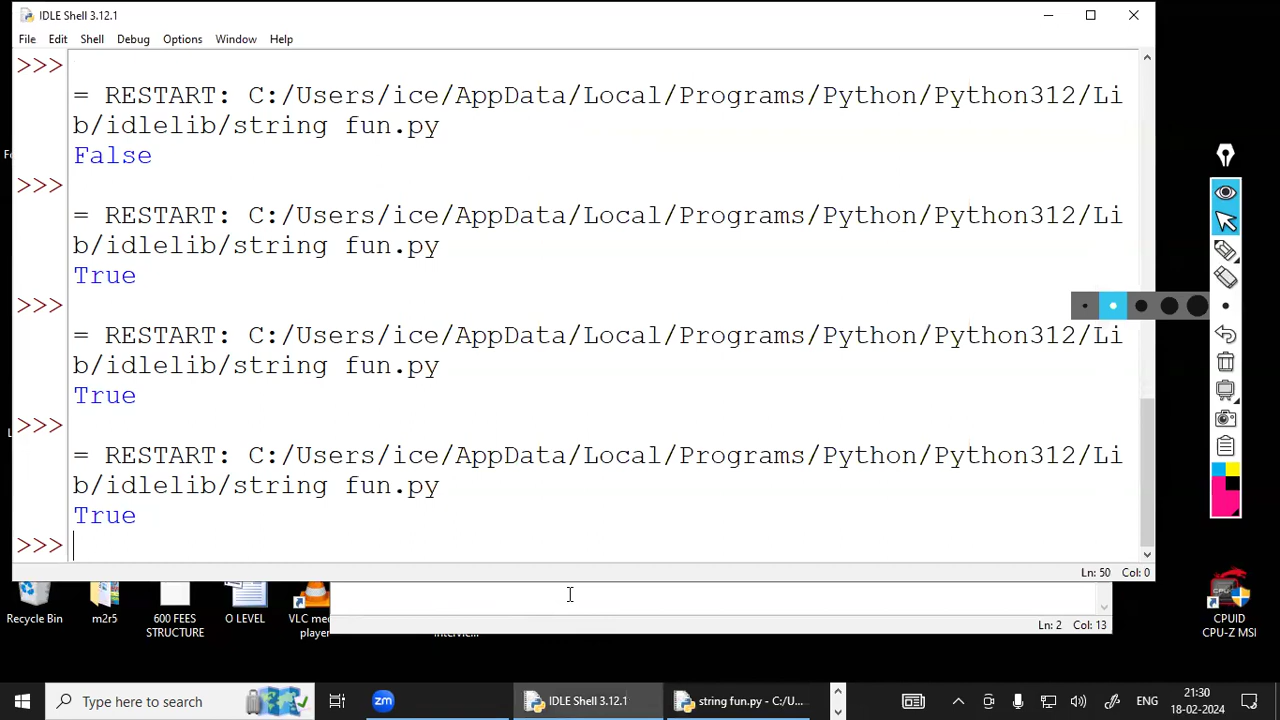 IDLE Shell 3.12.1
File Edit Shell Debug Options Window Help
>>>
= RESTART: C:/Users/ice/AppData/Local/Programs/Python/Python312/Li
b/idlelib/string fun.py
False
>>>
= RESTART: C:/Users/ice/AppData/Local/Programs/Python/Python312/Li
b/idlelib/string fun.py
True
>>>
= RESTART: C:/Users/ice/AppData/Local/Programs/Python/Python312/Li
b/idlelib/string fun.py
True
>>>
= RESTART: C:/Users/ice/AppData/Local/Programs/Python/Python312/Li
b/idlelib/string fun.py
True
>>>
Ln: 50 Col: 0
Ln: 2 Col: 13
Recycle Bin
m2r5
600 FEES
STRUCTURE
O LEVEL
VLC me
player
CPUID
CPU-Z MSI
Type here to search
zm
IDLE Shell 3.12.1
string fun.py - C:/U...
ENG
21:30
18-02-2024